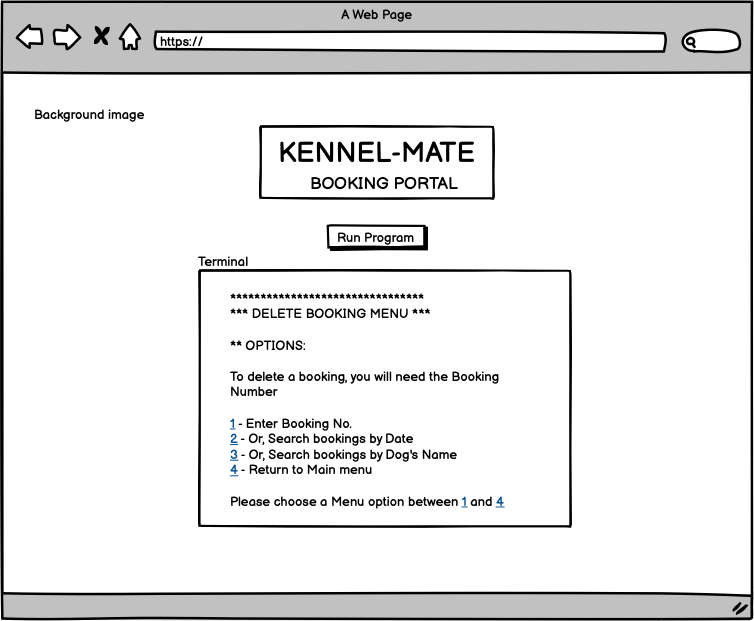 A Web Page
https://
Background image
KENNEL-MATE
BOOKING PORTAL
Run Program
Terminal
********************************
*** DELETE BOOKING MENU ***
** OPTIONS:
To delete a booking, you will need the Booking
Number
1 - Enter Booking No.
2 - Or, Search bookings by Date
3 - Or, Search bookings by Dog's Name
4 - Return to Main menu
Please choose a Menu option between 1 and 4